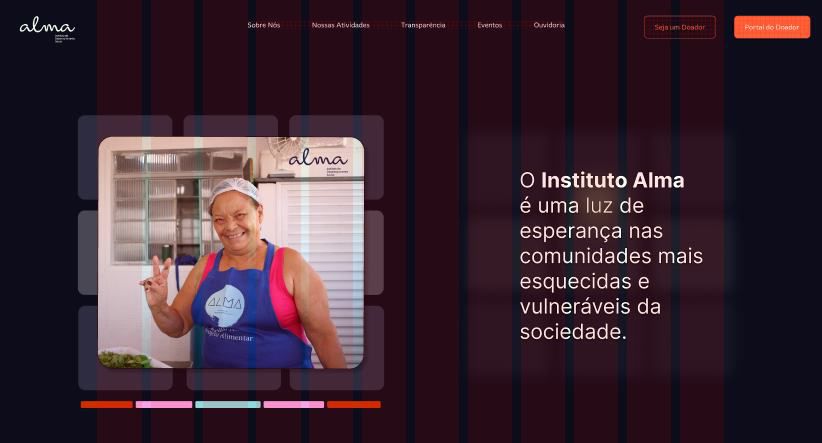 alma
Sobre Nós
Nossas Atividades
Transparência
Eventos
Ouvidoria
Seja um Doador
Portal do Doador
alma
ALMA
Alimentar
O Instituto Alma
é uma luz de
esperança nas
comunidades mais
esquecidas e
vulneráveis da
sociedade.